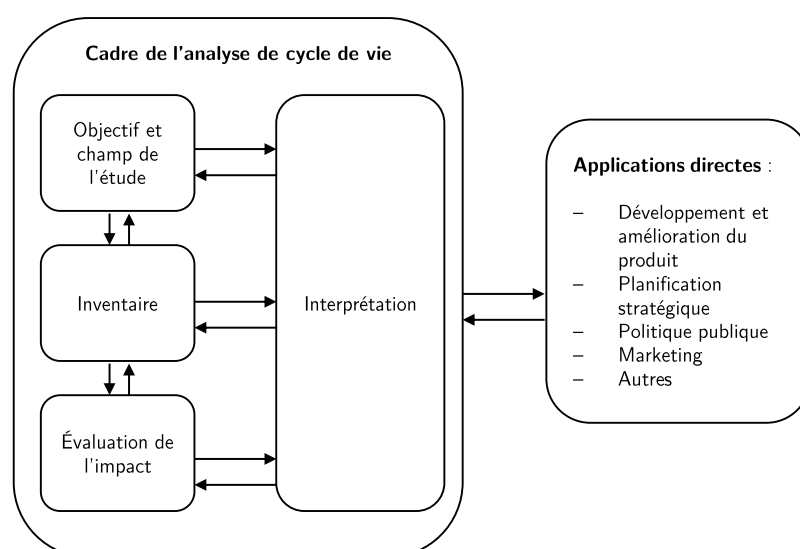 Cadre de l'analyse de cycle de vie
Objectif et
champ de
l'étude
Inventaire
Évaluation de
l'impact
Interprétation
Applications directes :
– Développement et
amélioration du
produit
– Planification
stratégique
– Politique publique
– Marketing
– Autres